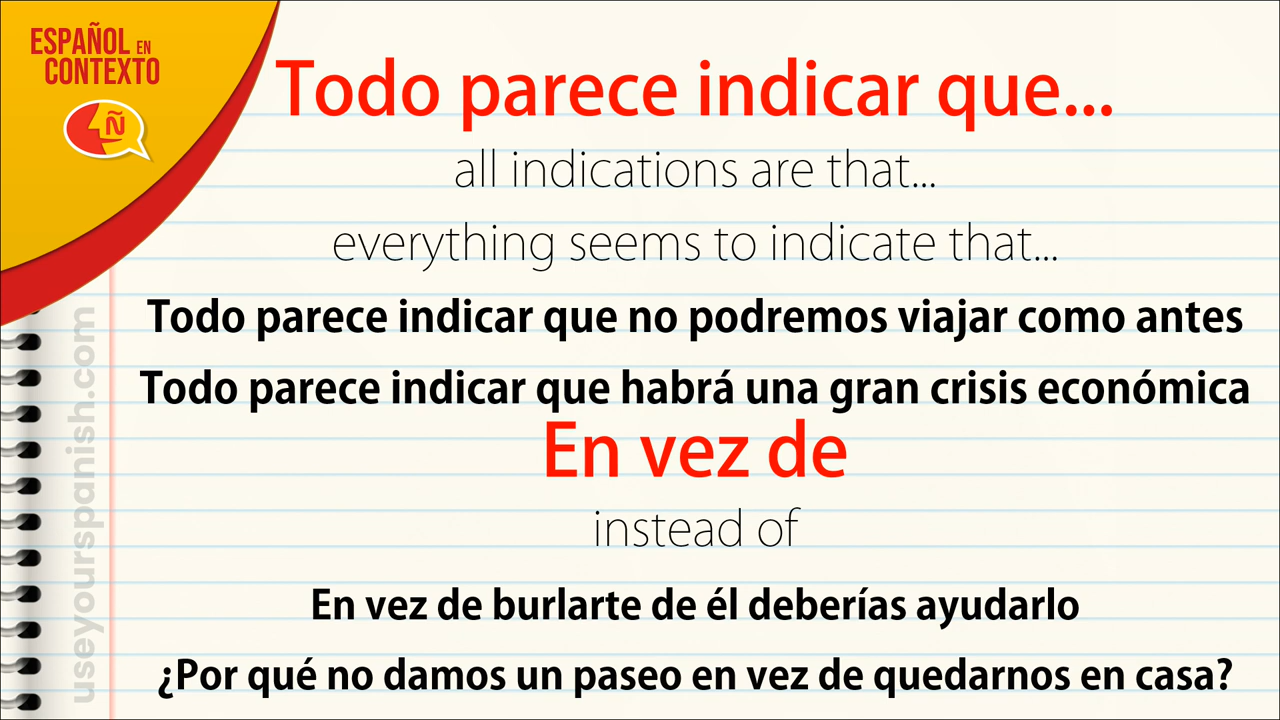 ESPAÑOL EN
CONTEXTO
Ñ
Todo parece indicar que...
all indications are that...
everything seems to indicate that...
Todo parece indicar que no podremos viajar como antes
Todo parece indicar que habrá una gran crisis económica
En vez de
instead of
En vez de burlarte de él deberías ayudarlo
¿Por qué no damos un paseo en vez de quedarnos en casa?
useyourspanish.com